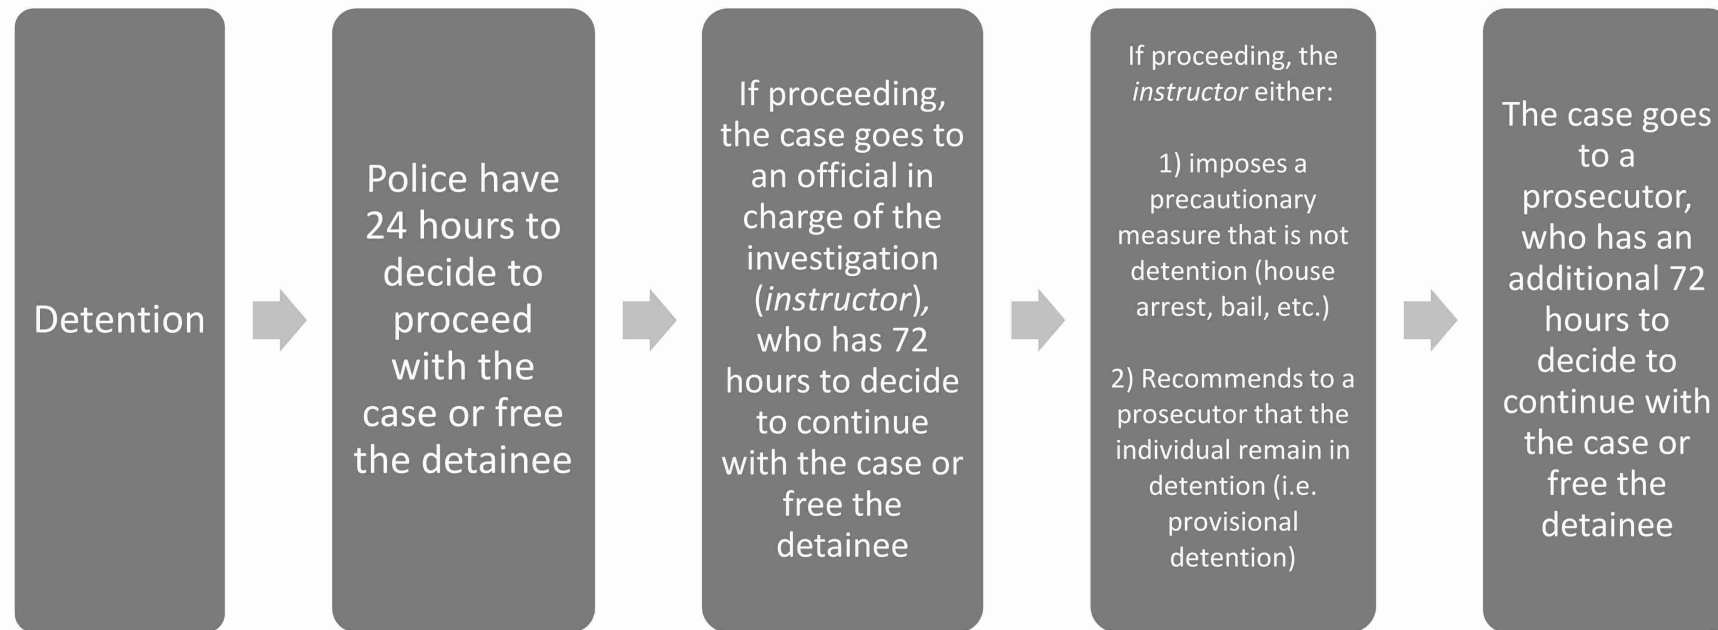 Detention
Police have
24 hours to
decide to
proceed
with the
case or free
the detainee
If proceeding,
the case goes to
an official in
charge of the
investigation
(instructor),
who has 72
hours to decide
to continue
with the case or
free the
detainee
If proceeding, the
instructor either:
1) imposes a
precautionary
measure that is not
detention (house
arrest, bail, etc.)
2) Recommends to a
prosecutor that the
individual remain in
detention (i.e.
provisional
detention)
The case goes
to a
prosecutor,
who has an
additional 72
hours to
decide to
continue with
the case or
free the
detainee